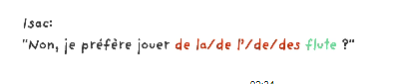 Isac:
"Non, je préfère jouer de la/de l'/de/des flute ?"